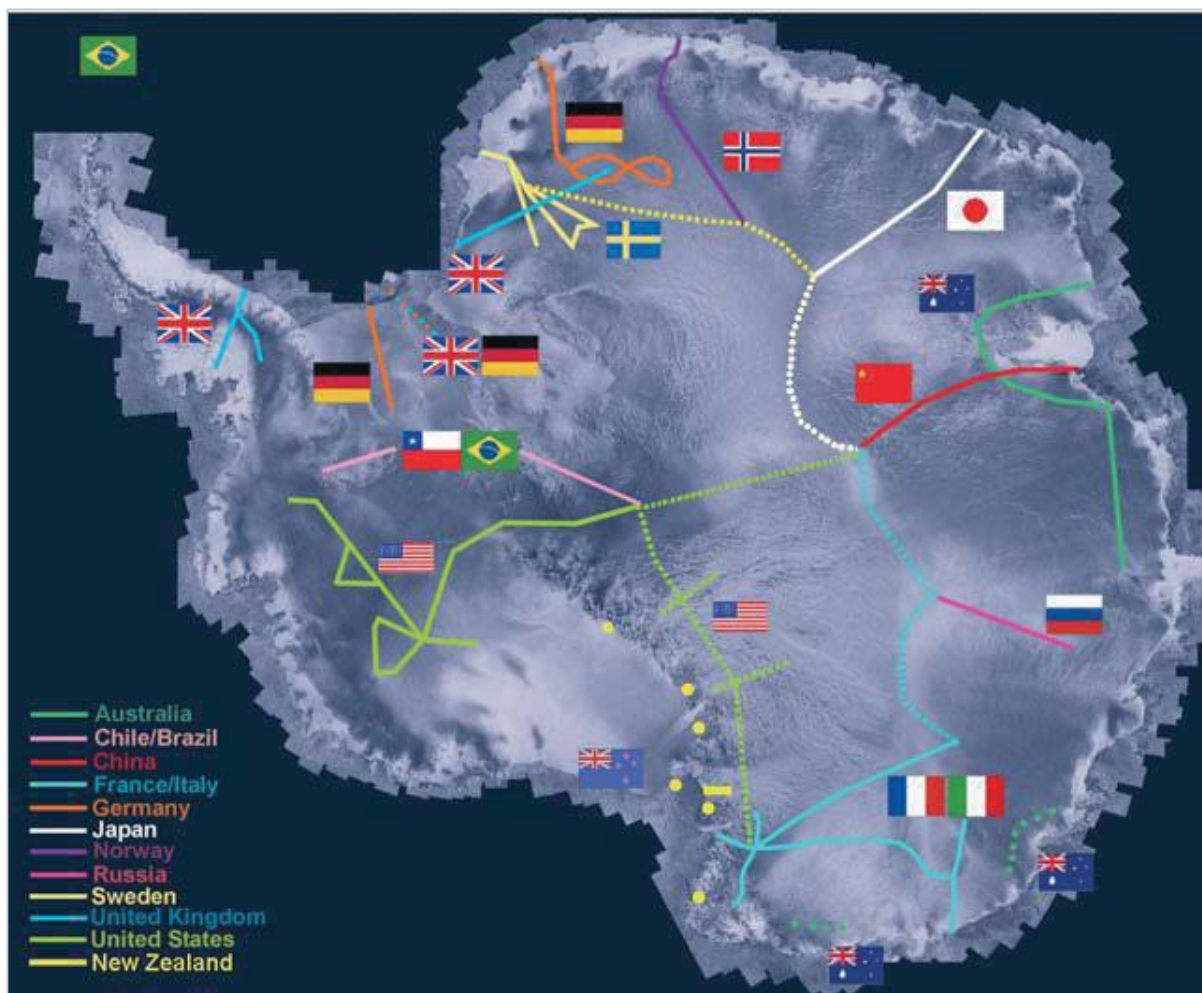 Australia
Chile/Brazil
China
France/Italy
Germany
Japan
Norway
Russia
Sweden
United Kingdom
United States
New Zealand